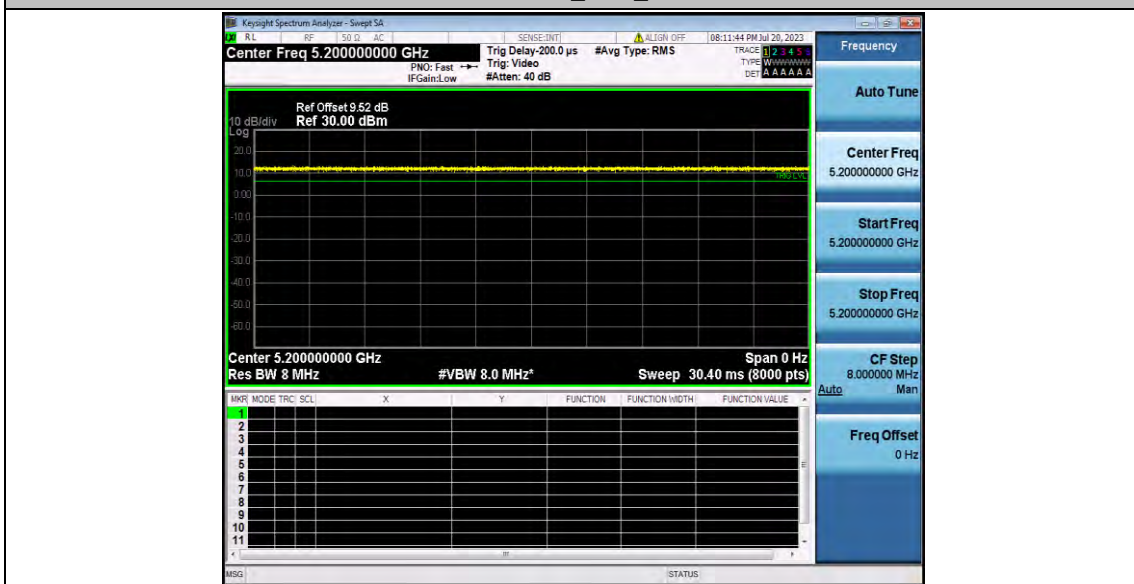 Keysight Spectrum Analyzer - Swept SA
RL RF 50 Ω AC SENSE:INT ALIGN OFF 08:11:44 PM Jul 20, 2023
Center Freq 5.200000000 GHz
PNO: Fast
IFGain:Low
Trig Delay-200.0 µs
Trig: Video
#Atten: 40 dB
#Avg Type: RMS
TRACE 1 2 3 4 5 6
TYPE W
DET A A A A A A
Ref Offset 9.52 dB
10 dB/div Ref 30.00 dBm
Log
20.0
10.0
0.00
-10.0
-20.0
-30.0
-40.0
-50.0
-60.0
TRIG LVL
Center 5.200000000 GHz Span 0 Hz
Res BW 8 MHz #VBW 8.0 MHz* Sweep 30.40 ms (8000 pts)
MKR MODE TRC SCL X Y FUNCTION FUNCTION WIDTH FUNCTION VALUE
1
2
3
4
5
6
7
8
9
10
11
MSG STATUS
Frequency
Auto Tune
Center Freq
5.200000000 GHz
Start Freq
5.200000000 GHz
Stop Freq
5.200000000 GHz
CF Step
8.000000 MHz
Auto Man
Freq Offset
0 Hz